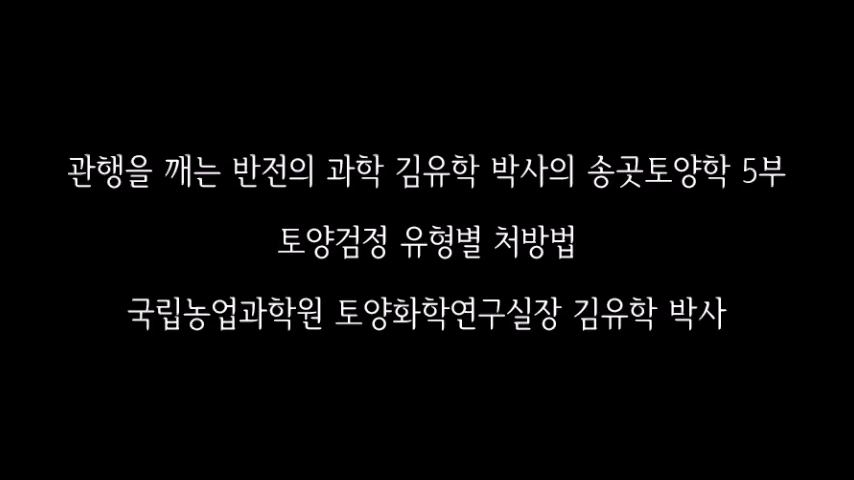 관행을 깨는 반전의 과학 김유학 박사의 송곳토양학 5부
토양검정 유형별 처방법
국립농업과학원 토양화학연구실장 김유학 박사